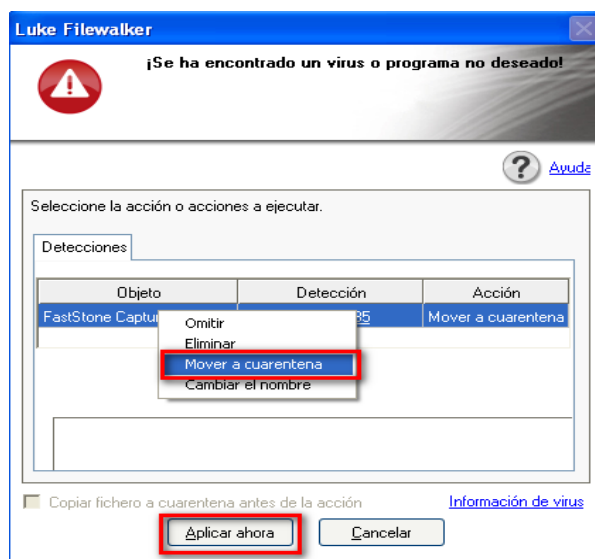 Luke Filewalker
¡Se ha encontrado un virus o programa no deseado!
Ayuda
Seleccione la acción o acciones a ejecutar.
Detecciones
Objeto Detección Acción
FastStone Captu 35 Mover a cuarentena
Omitir
Eliminar
Mover a cuarentena
Cambiar el nombre
Copiar fichero a cuarentena antes de la acción
Información de virus
Aplicar ahora Cancelar